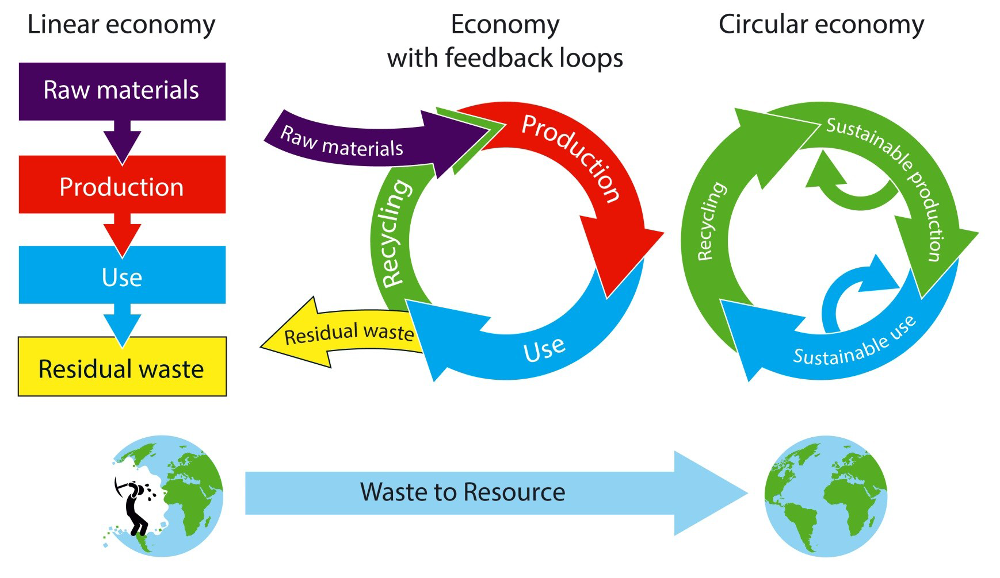 Linear economy
Raw materials
Production
Use
Residual waste
Economy
with feedback loops
Raw materials
Production
Use
Recycling
Residual waste
Circular economy
Sustainable production
Sustainable use
Recycling
Waste to Resource